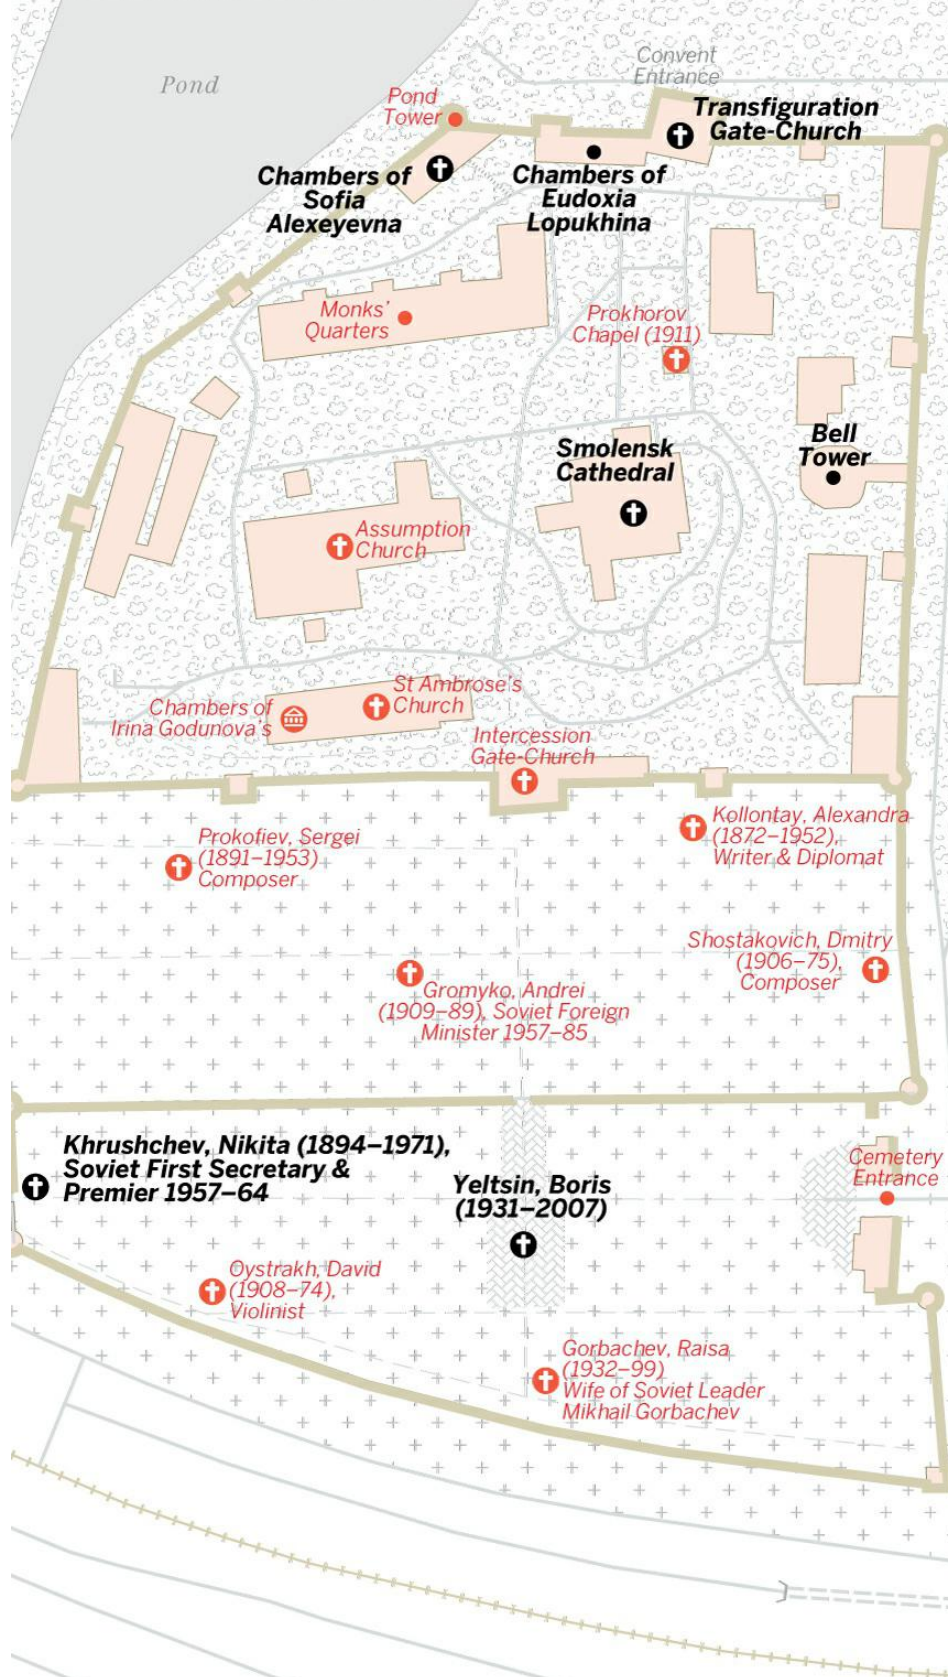 Pond
Convent
Entrance
Pond
Tower
Transfiguration
Gate-Church
Chambers of
Sofia
Alexeyevna
Chambers of
Eudoxia
Lopukhina
Monks'
Quarters
Prokhorov
Chapel (1911)
Smolensk
Cathedral
Bell
Tower
Assumption
Church
St Ambrose's
Church
Chambers of
Irina Godunova's
Intercession
Gate-Church
Kollontay, Alexandra
(1872–1952),
Writer & Diplomat
Prokofiev, Sergei
(1891–1953)
Composer
Shostakovich, Dmitry
(1906–75),
Composer
Gromyko, Andrei
(1909–89), Soviet Foreign
Minister 1957–85
Khrushchev, Nikita (1894–1971),
Soviet First Secretary &
Premier 1957–64
Yeltsin, Boris
(1931–2007)
Cemetery
Entrance
Oystrakh, David
(1908–74),
Violinist
Gorbachev, Raisa
(1932–99)
Wife of Soviet Leader
Mikhail Gorbachev